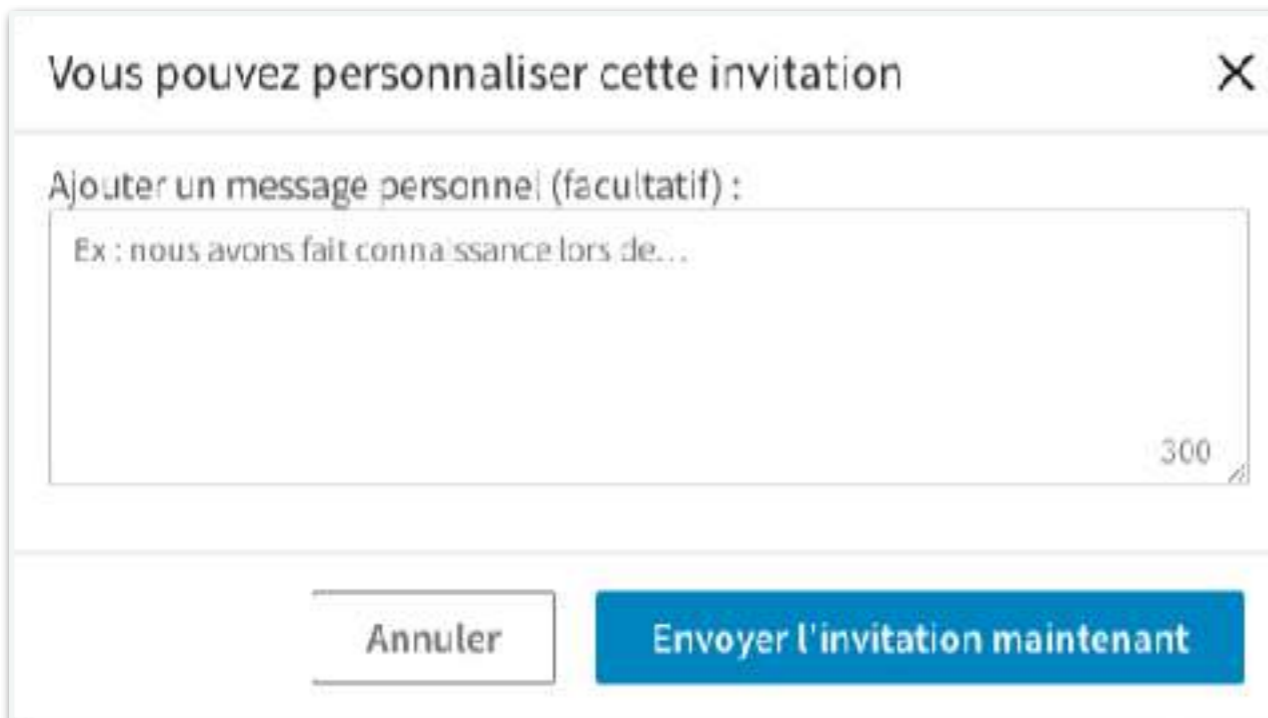 Vous pouvez personnaliser cette invitation
Ajouter un message personnel (facultatif) :
Ex : nous avons fait connaissance lors de...
300
Annuler
Envoyer l'invitation maintenant